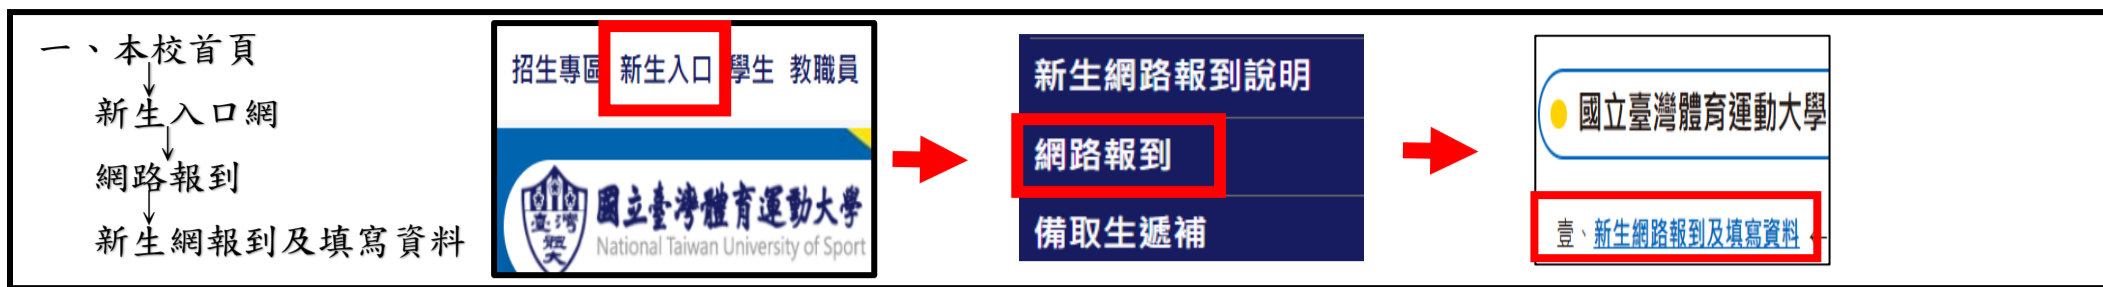 一、本校首頁
新生入口網
網路報到
新生網報到及填寫資料
招生專區 新生入口 學生 教職員
臺灣體大
國立臺灣體育運動大學
National Taiwan University of Sport
新生網路報到說明
網路報到
備取生遞補
國立臺灣體育運動大學
壹、新生網路報到及填寫資料